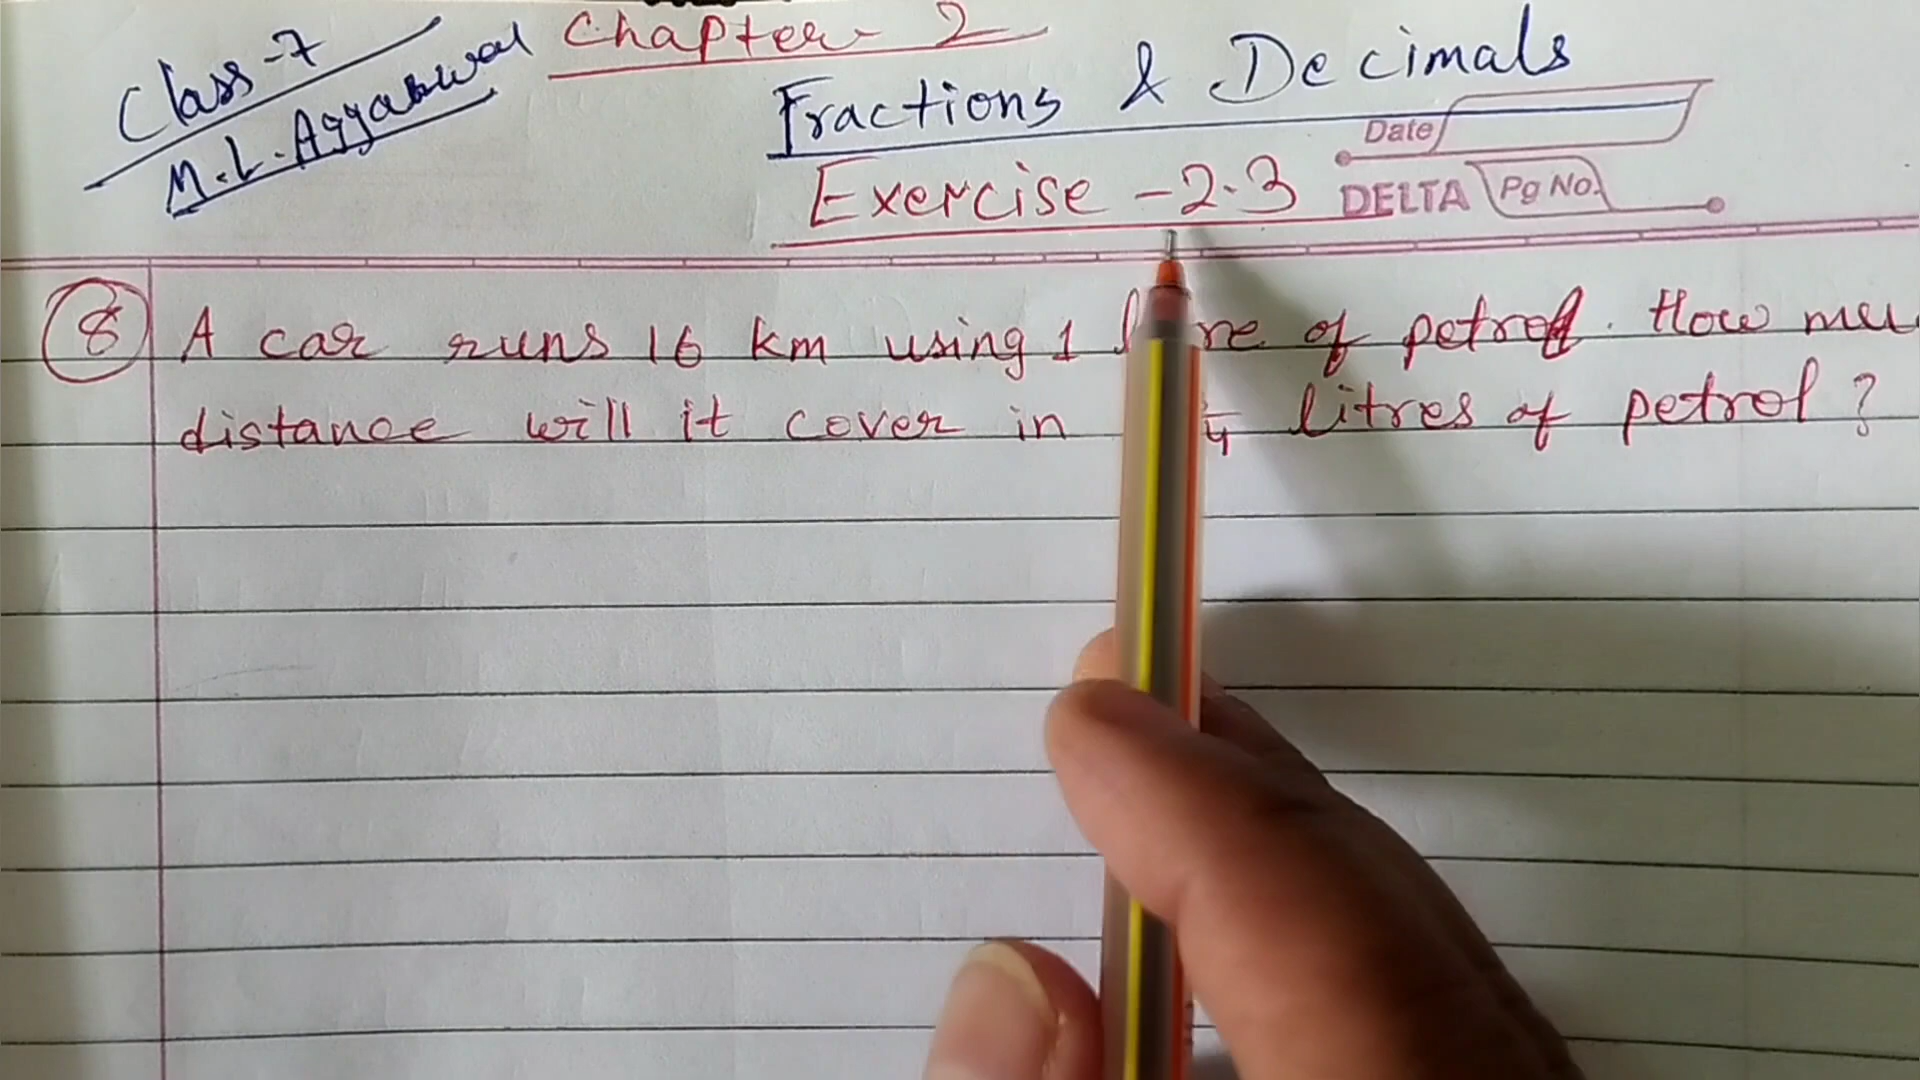 Class-7
M.L. Aggarwal
Chapter 2
Fractions & Decimals
Date
Exercise -2.3
DELTA Pg No.
8 A car runs 16 km using 1 of petrol. How
distance will it cover in litres of petrol?